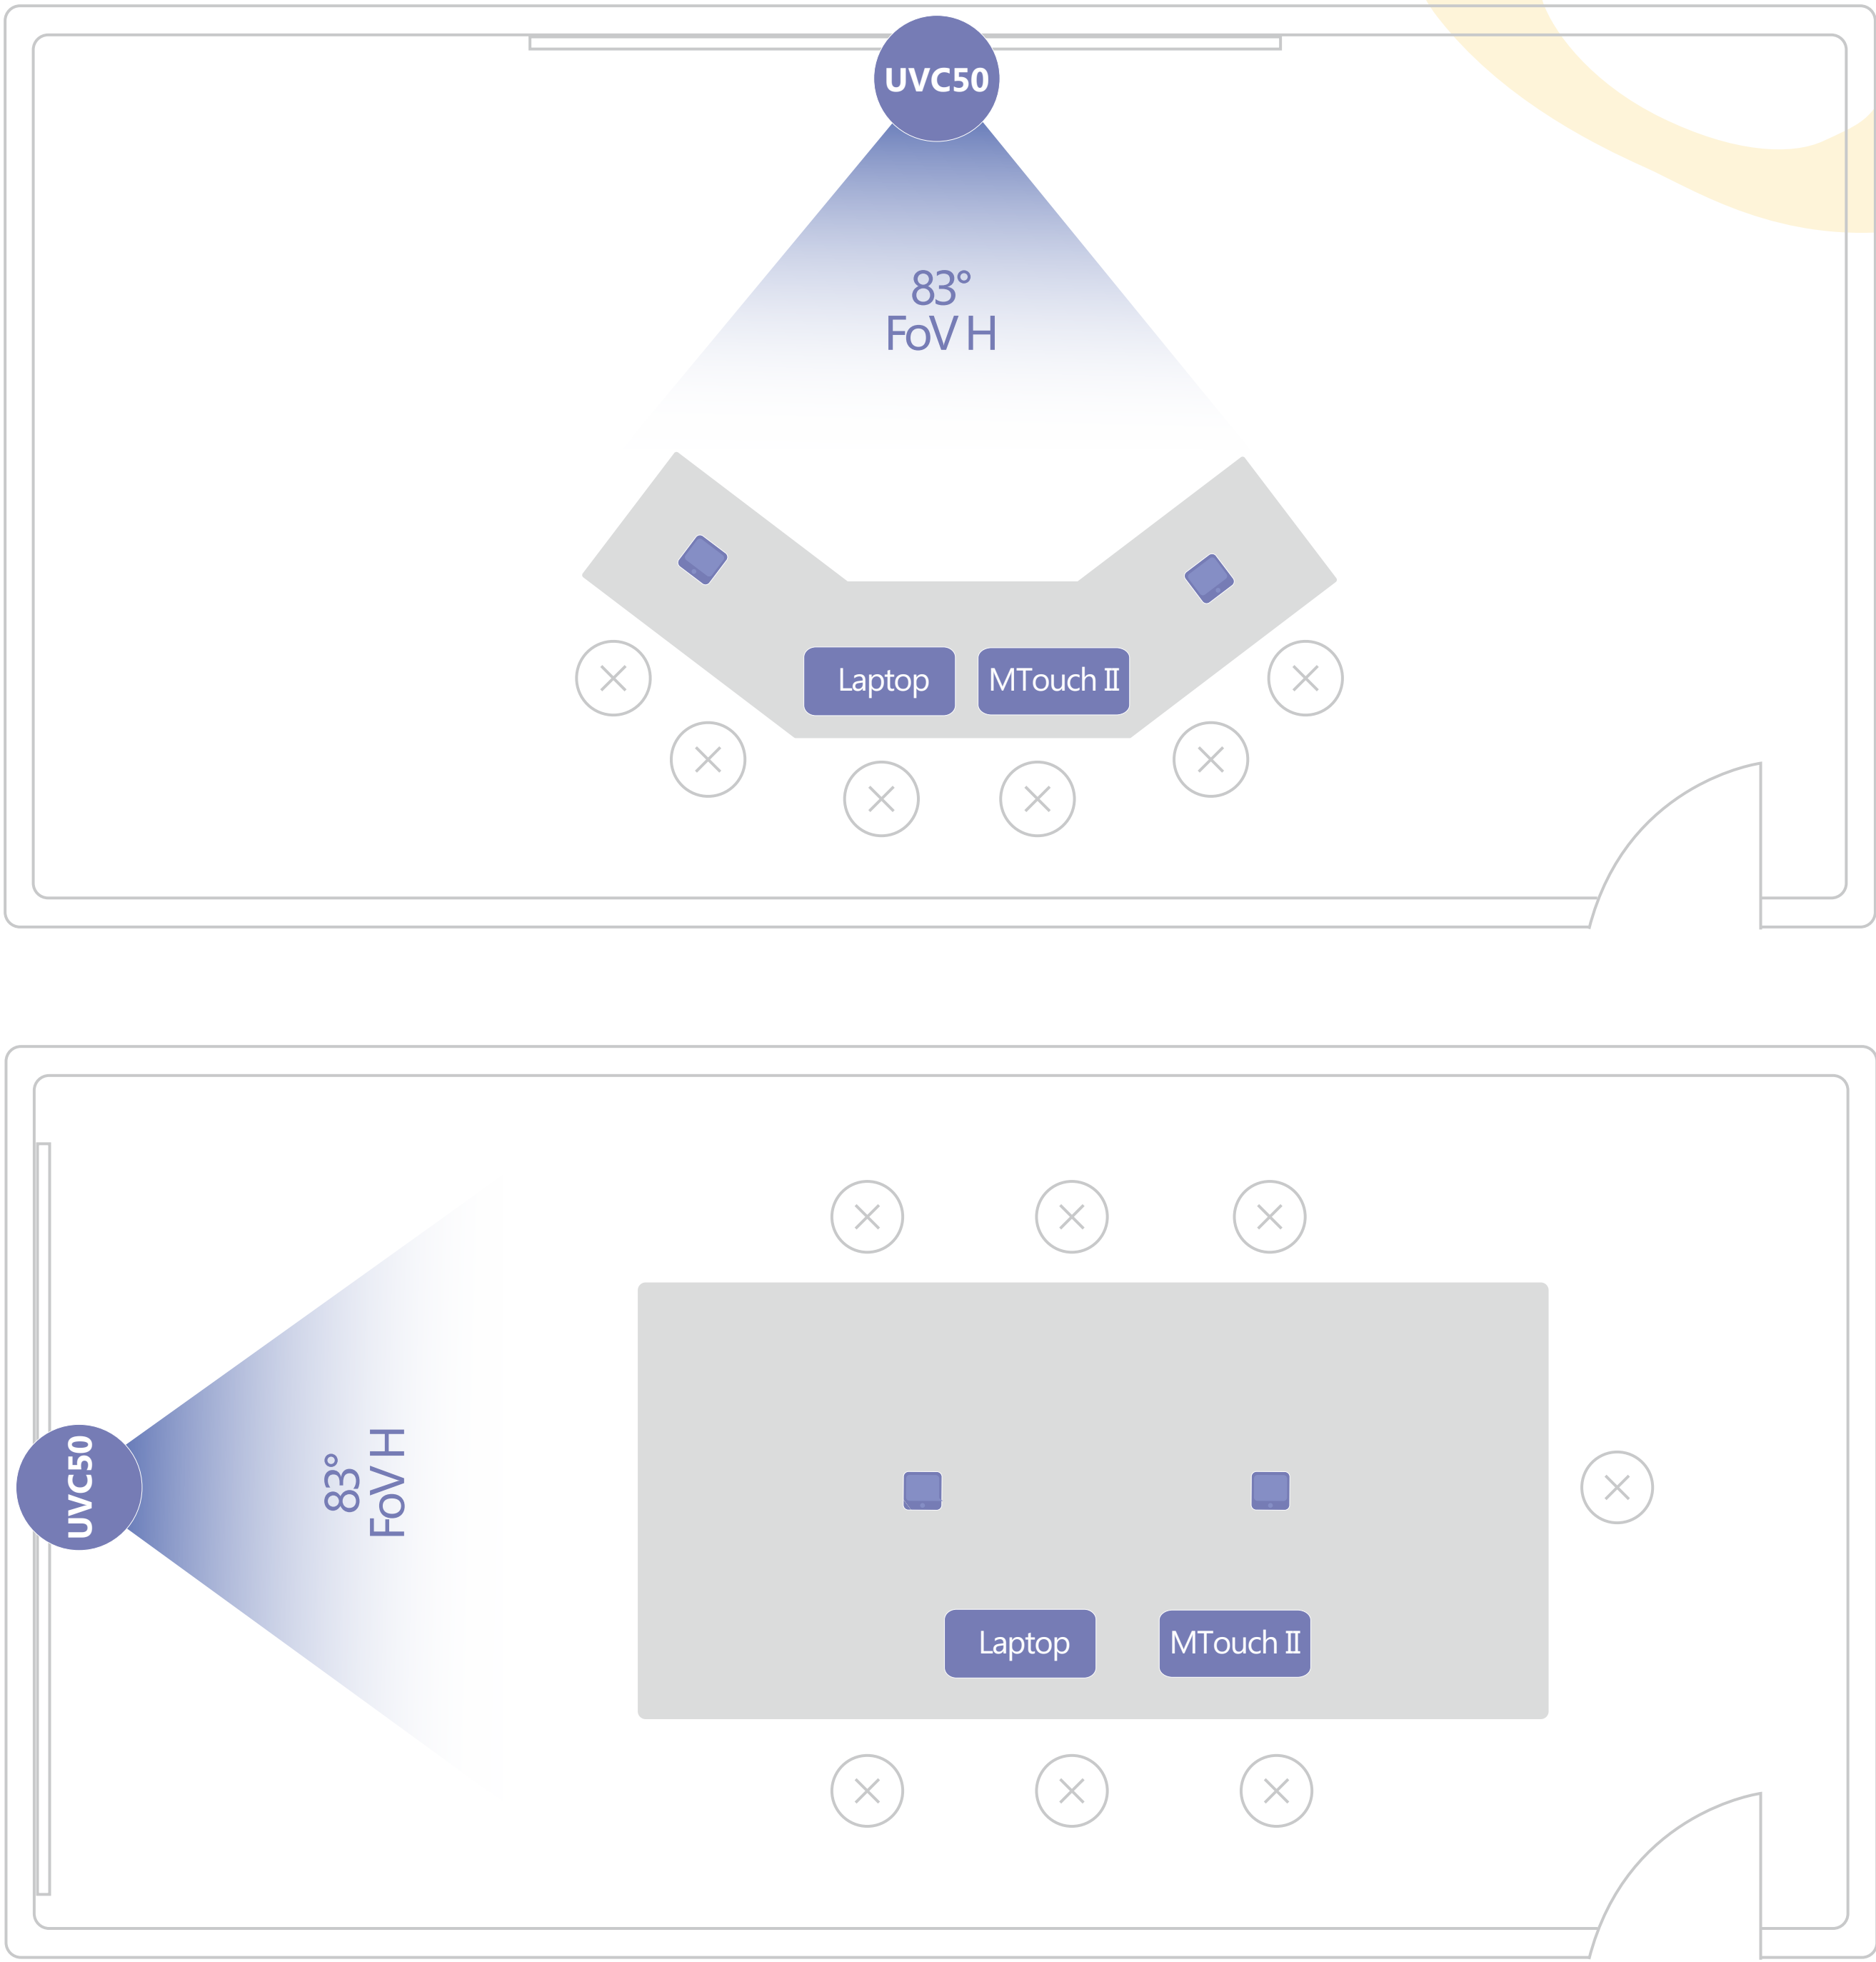 UVC50
83°
FoV H
Laptop
MTouch Ⅱ
UVC50
83°
FoV H
Laptop
MTouch Ⅱ